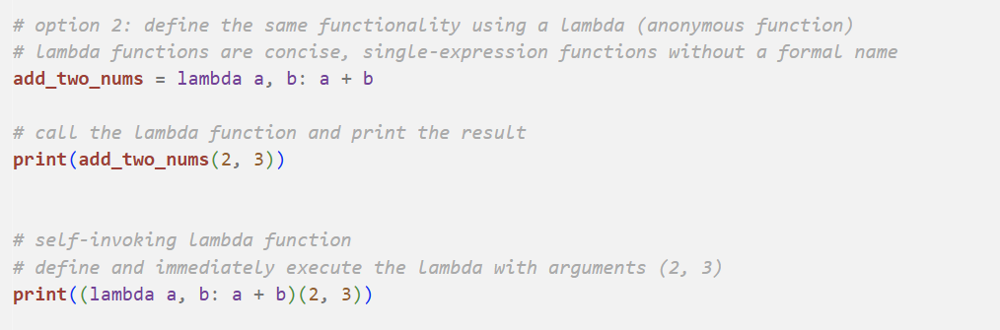 # option 2: define the same functionality using a lambda (anonymous function)
# lambda functions are concise, single-expression functions without a formal name
add_two_nums = lambda a, b: a + b
# call the lambda function and print the result
print(add_two_nums(2, 3))
# self-invoking lambda function
# define and immediately execute the lambda with arguments (2, 3)
print((lambda a, b: a + b)(2, 3))